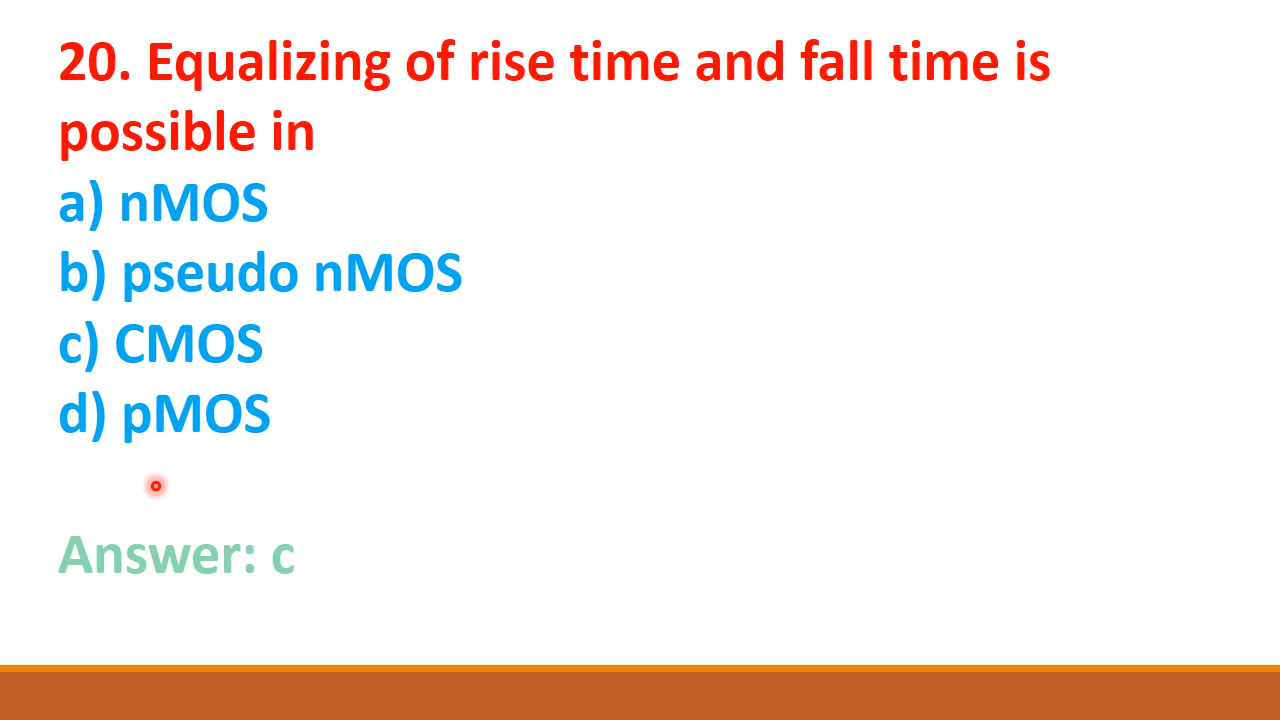 20. Equalizing of rise time and fall time is
possible in
a) nMOS
b) pseudo nMOS
c) CMOS
d) pMOS
Answer: c